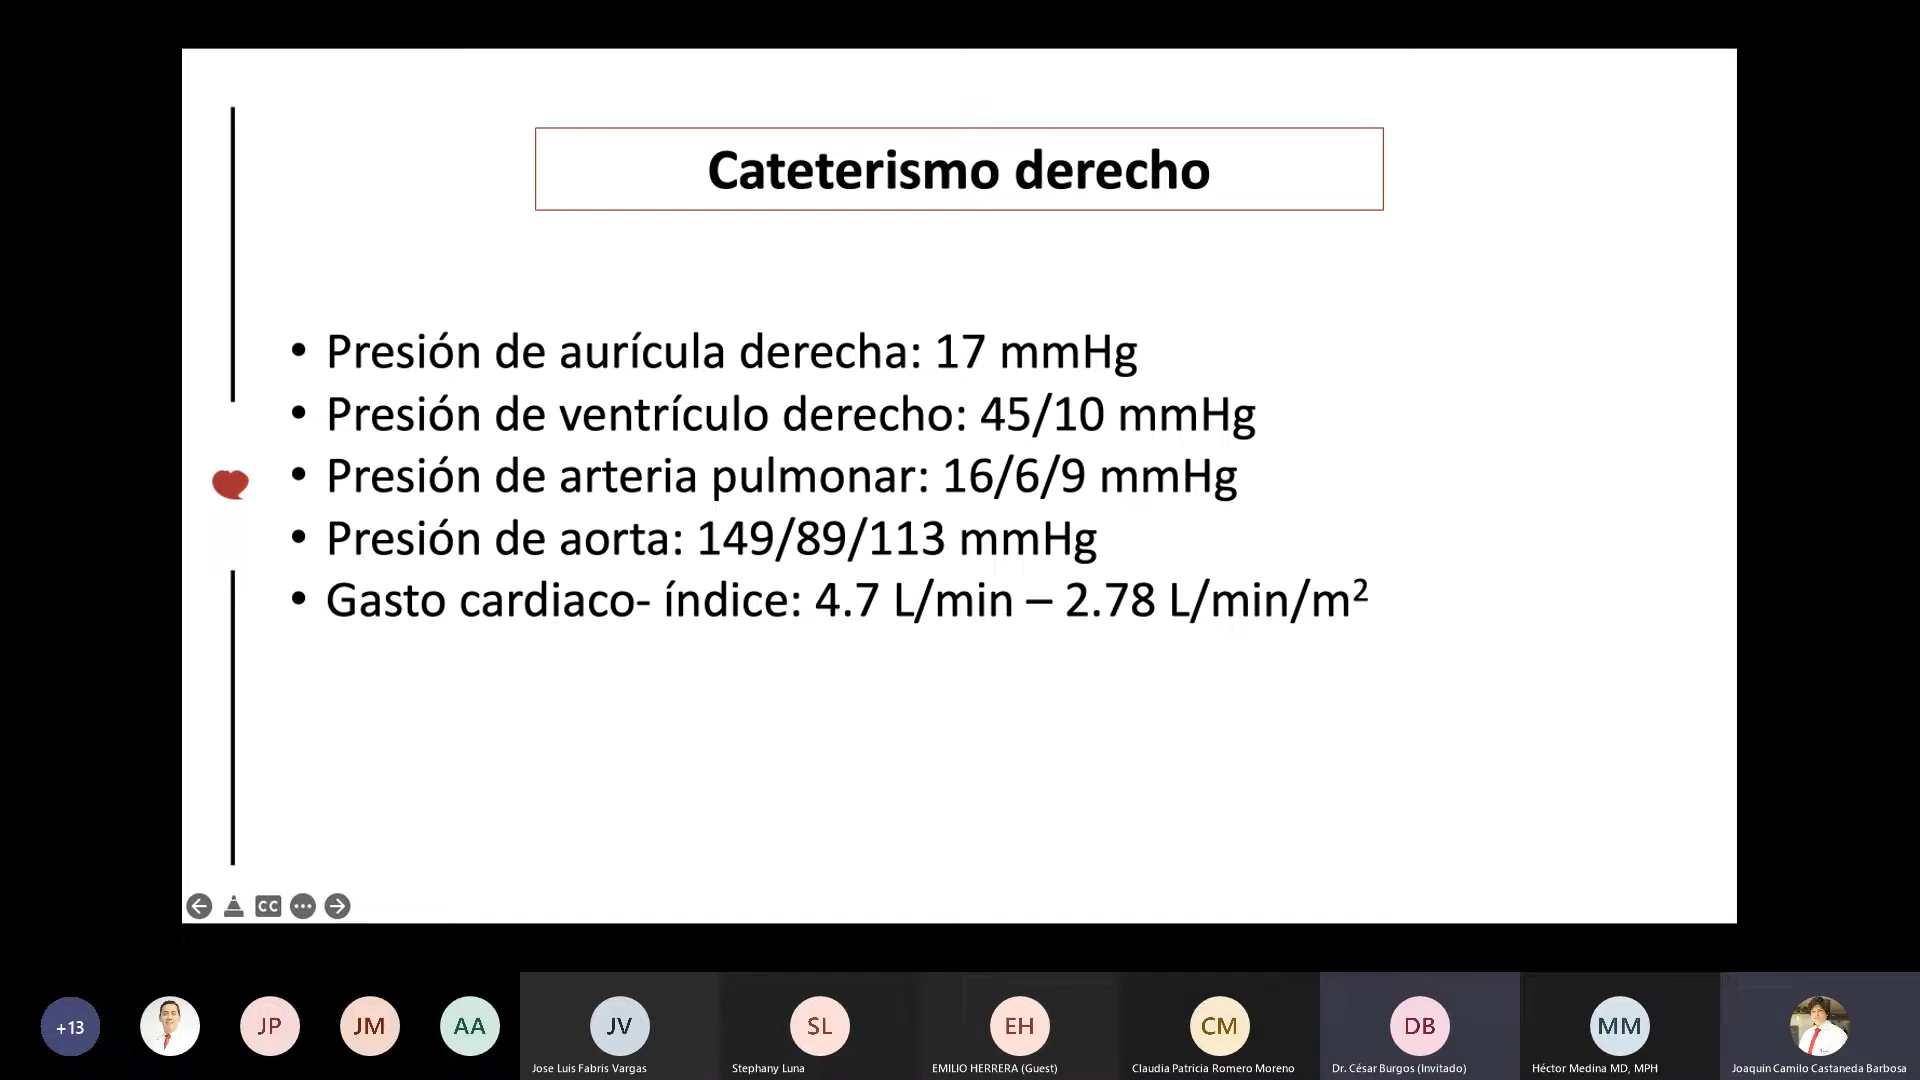 Cateterismo derecho
• Presión de aurícula derecha: 17 mmHg
• Presión de ventrículo derecho: 45/10 mmHg
• Presión de arteria pulmonar: 16/6/9 mmHg
• Presión de aorta: 149/89/113 mmHg
• Gasto cardiaco- índice: 4.7 L/min – 2.78 L/min/m²
CC
+13
JP
JM
AA
JV
SL
EH
CM
DB
MM
Jose Luis Fabris Vargas
Stephany Luna
EMILIO HERRERA (Guest)
Claudia Patricia Romero Moreno
Dr. César Burgos (Invitado)
Héctor Medina MD, MPH
Joaquin Camilo Castaneda Barbosa